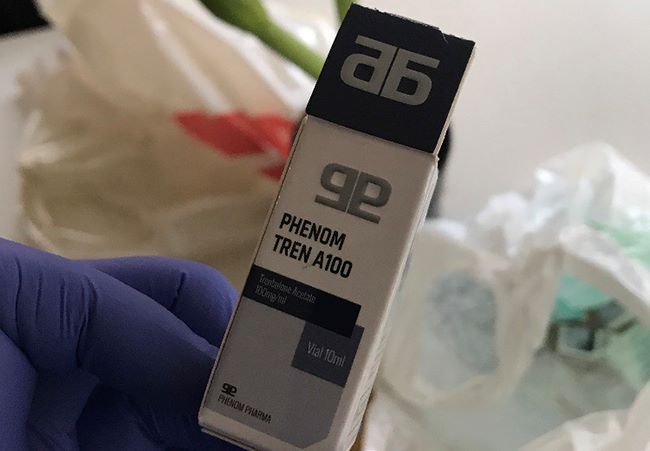 PHENOM
TREN A100
Trenbolone Acetate
100mg/ml
Vial 10ml
PHENOM PHARMA